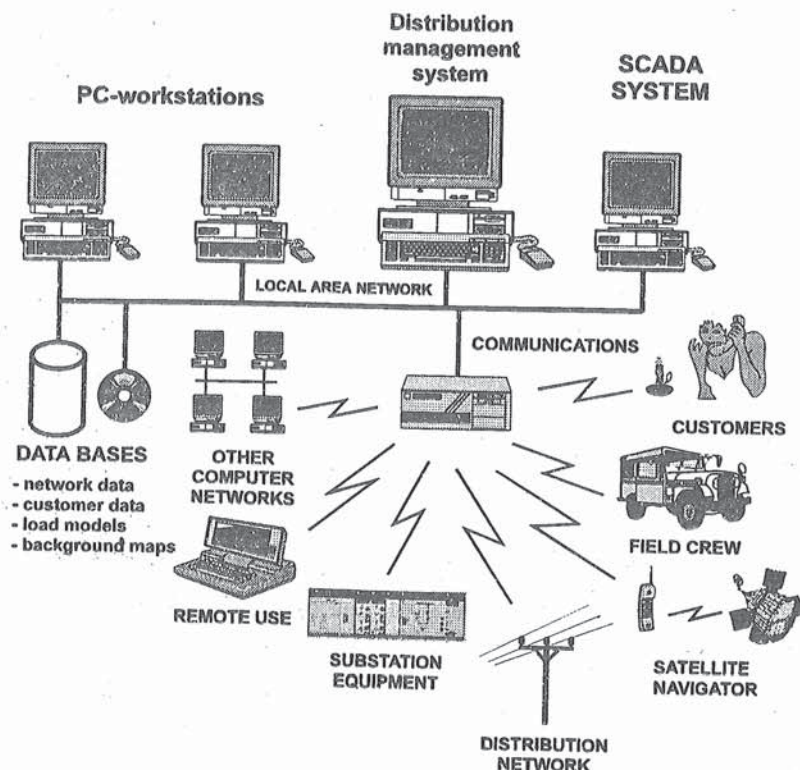 Distribution
management
system
SCADA
SYSTEM
PC-workstations
LOCAL AREA NETWORK
COMMUNICATIONS
CUSTOMERS
DATA BASES
- network data
- customer data
- load models
- background maps
OTHER
COMPUTER
NETWORKS
FIELD CREW
REMOTE USE
SUBSTATION
EQUIPMENT
SATELLITE
NAVIGATOR
DISTRIBUTION
NETWORK